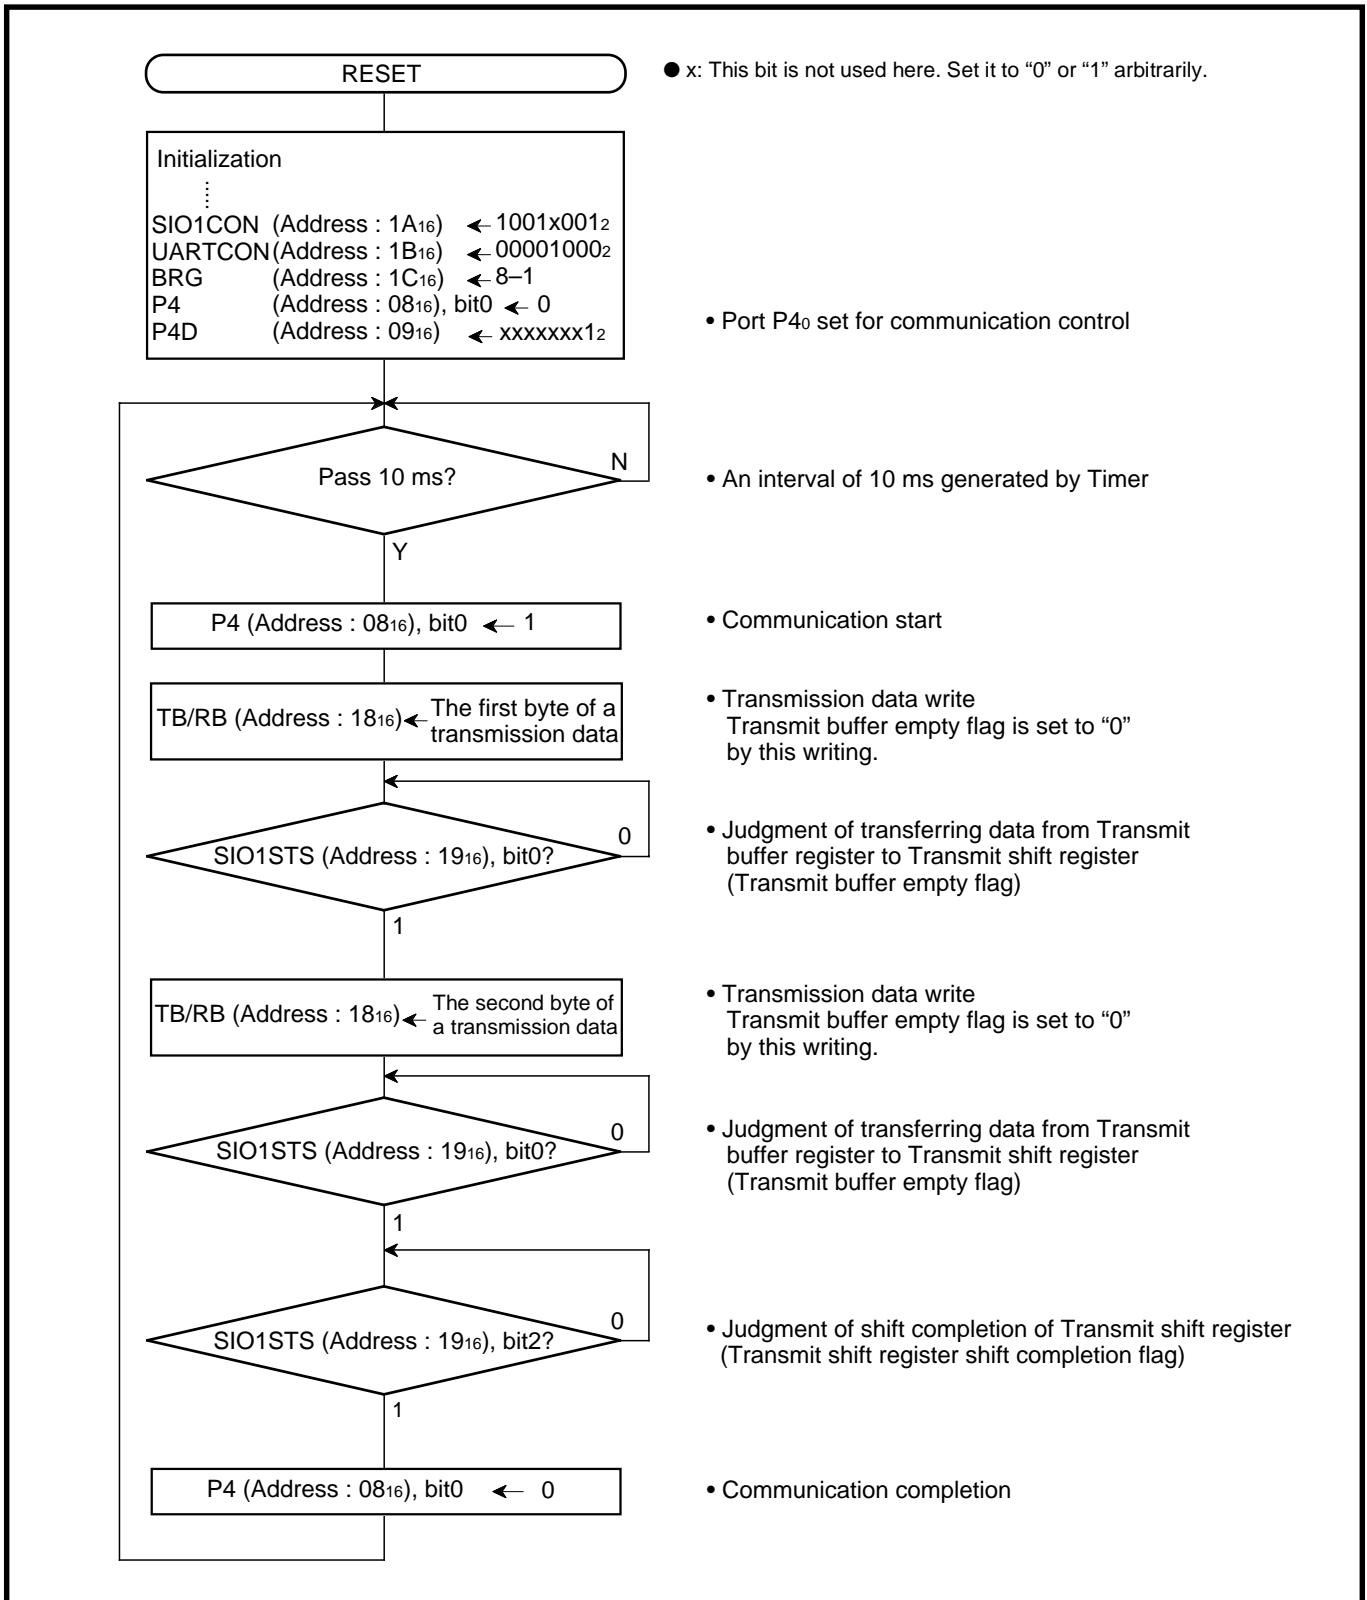 RESET
● x: This bit is not used here. Set it to “0” or “1” arbitrarily.
Initialization
SIO1CON (Address : 1A16) ← 1001x0012
UARTCON (Address : 1B16) ← 000010002
BRG (Address : 1C16) ← 8–1
P4 (Address : 0816), bit0 ← 0
P4D (Address : 0916) ← xxxxxxx12
• Port P40 set for communication control
Pass 10 ms?
N
• An interval of 10 ms generated by Timer
Y
P4 (Address : 0816), bit0 ← 1
• Communication start
TB/RB (Address : 1816) ← The first byte of a
transmission data
• Transmission data write
Transmit buffer empty flag is set to “0”
by this writing.
SIO1STS (Address : 1916), bit0?
0
• Judgment of transferring data from Transmit
buffer register to Transmit shift register
(Transmit buffer empty flag)
1
TB/RB (Address : 1816) ← The second byte of
a transmission data
• Transmission data write
Transmit buffer empty flag is set to “0”
by this writing.
SIO1STS (Address : 1916), bit0?
0
• Judgment of transferring data from Transmit
buffer register to Transmit shift register
(Transmit buffer empty flag)
1
SIO1STS (Address : 1916), bit2?
0
• Judgment of shift completion of Transmit shift register
(Transmit shift register shift completion flag)
1
P4 (Address : 0816), bit0 ← 0
• Communication completion